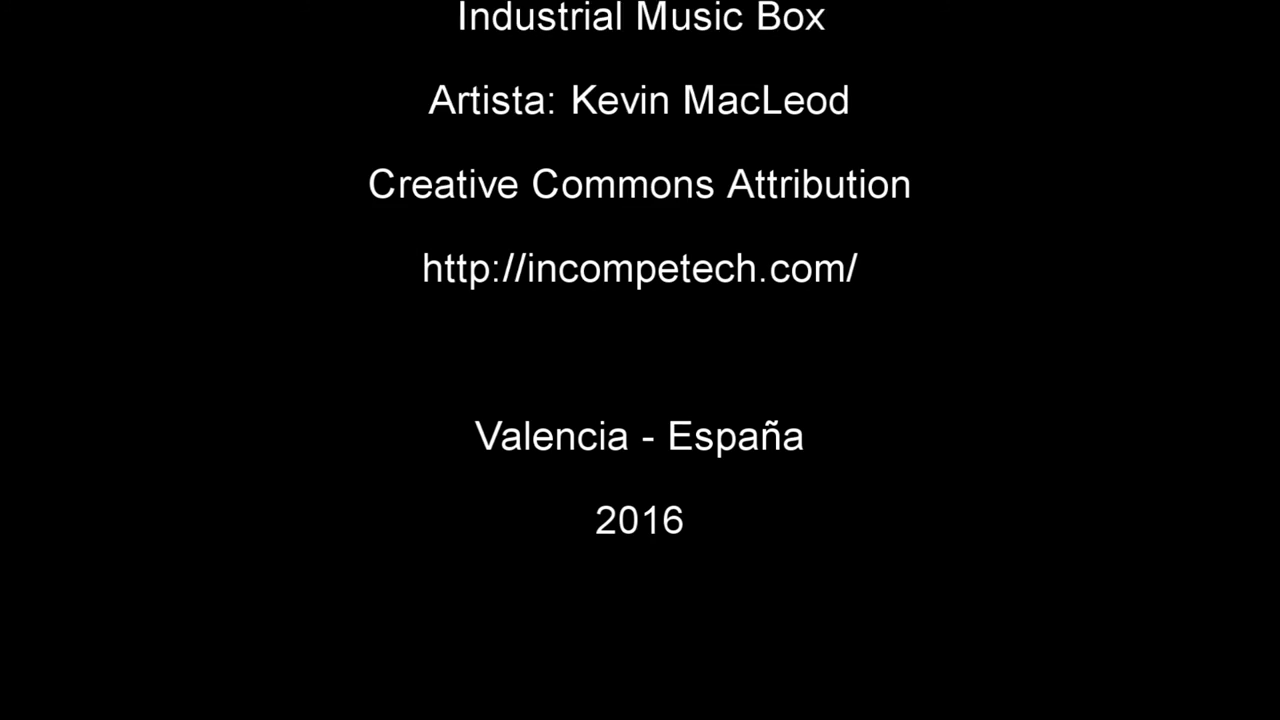 Industrial Music Box
Artista: Kevin MacLeod
Creative Commons Attribution
http://incompetech.com/
Valencia - España
2016